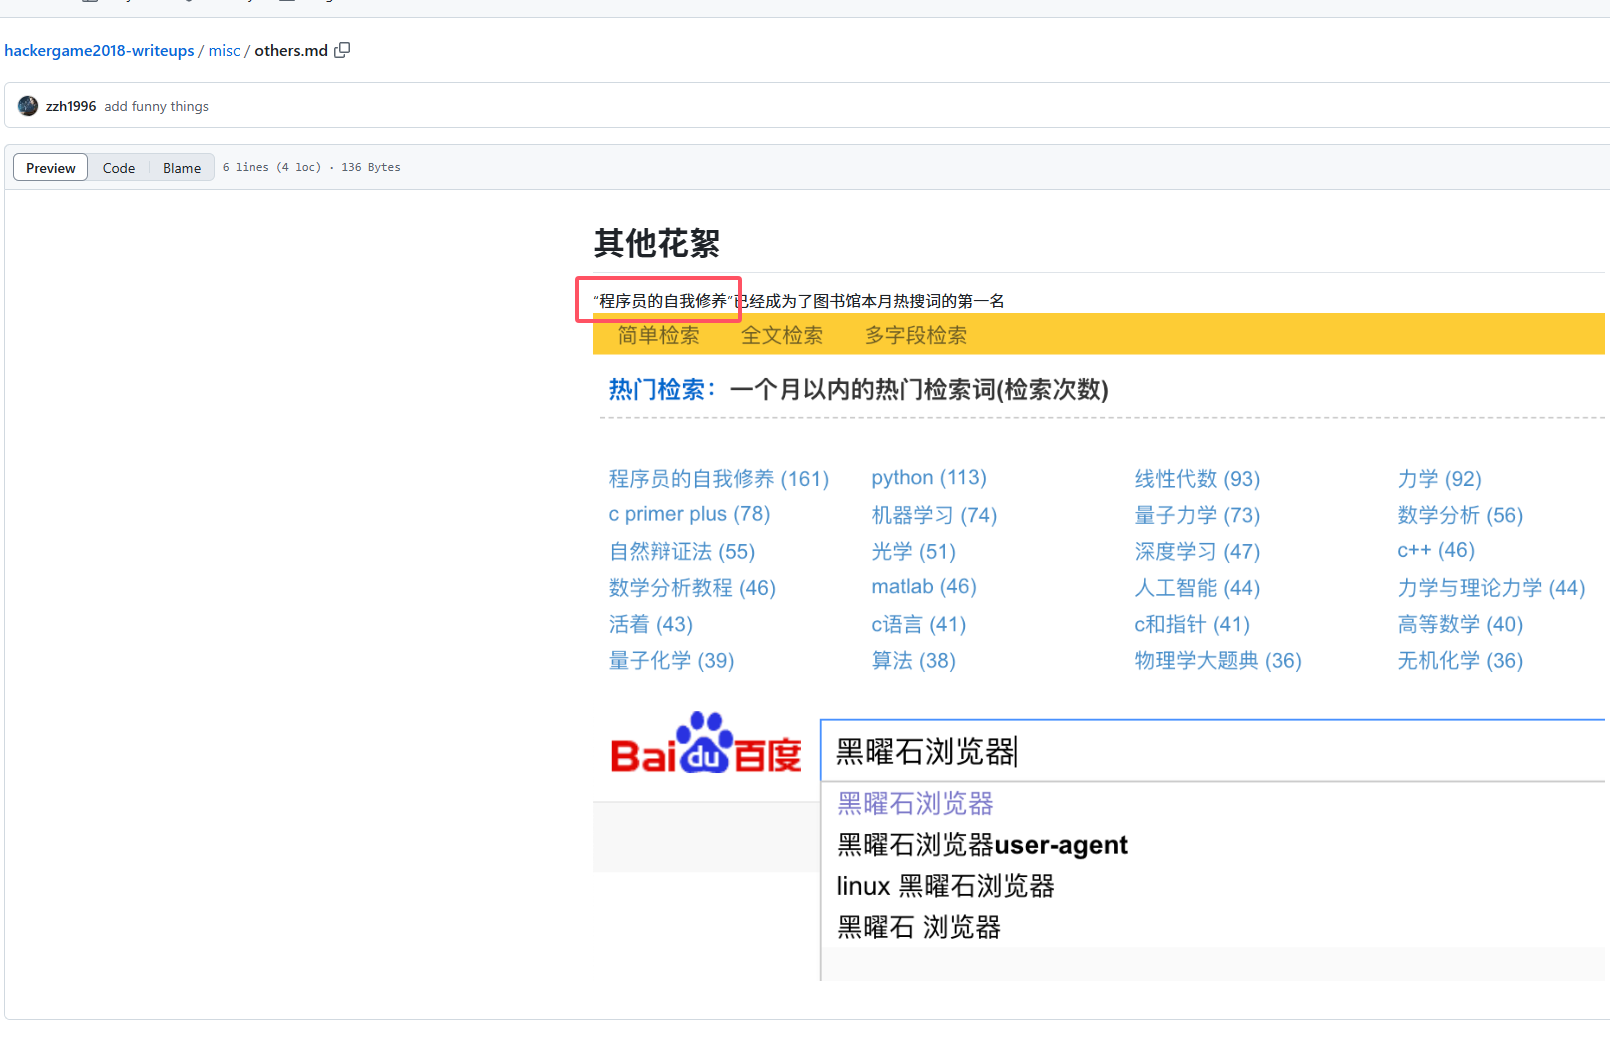 hackergame2018-writeups / misc / others.md
zzh1996 add funny things
Preview Code Blame 6 lines (4 loc) · 136 Bytes
其他花絮
“程序员的自我修养”已经成为了图书馆本月热搜词的第一名
简单检索 全文检索 多字段检索
热门检索：一个月以内的热门检索词(检索次数)
程序员的自我修养 (161) python (113) 线性代数 (93) 力学 (92)
c primer plus (78) 机器学习 (74) 量子力学 (73) 数学分析 (56)
自然辩证法 (55) 光学 (51) 深度学习 (47) c++ (46)
数学分析教程 (46) matlab (46) 人工智能 (44) 力学与理论力学 (44)
活着 (43) c语言 (41) c和指针 (41) 高等数学 (40)
量子化学 (39) 算法 (38) 物理学大题典 (36) 无机化学 (36)
Bai du 百度 黑曜石浏览器
黑曜石浏览器
黑曜石浏览器user-agent
linux 黑曜石浏览器
黑曜石 浏览器